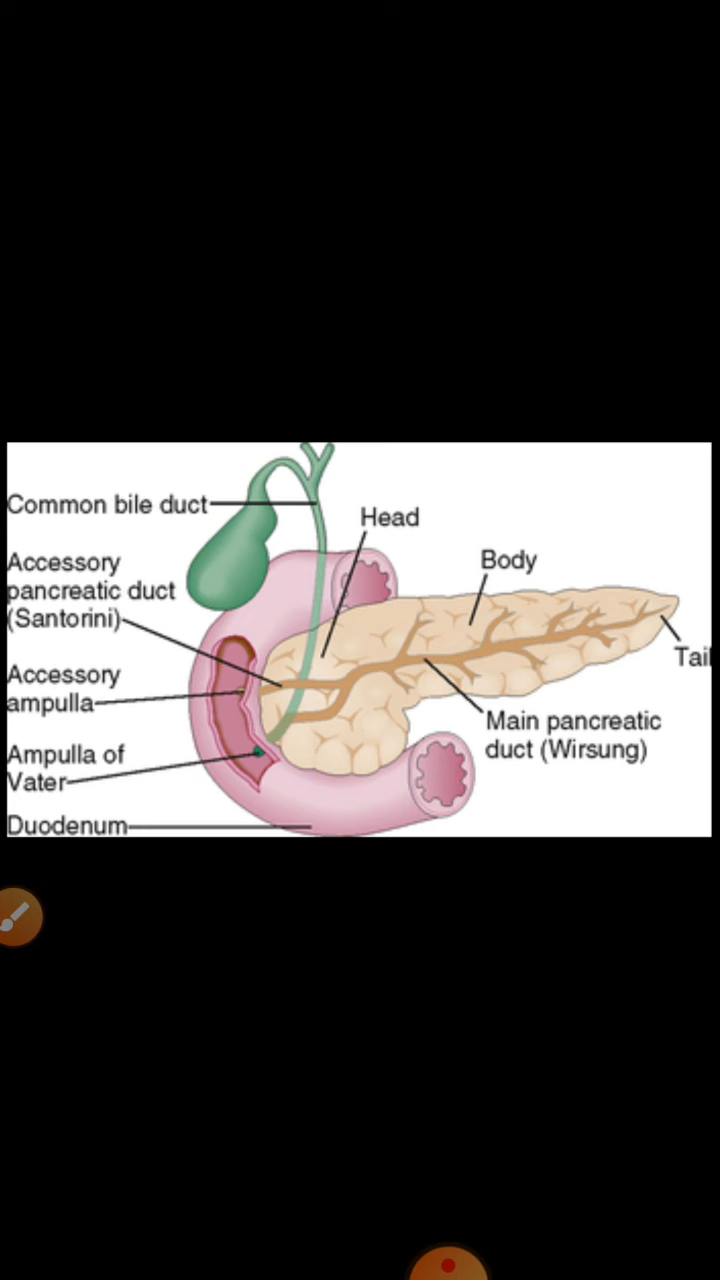 Common bile duct
Head
Accessory
pancreatic duct
(Santorini)
Body
Tail
Accessory
ampulla
Main pancreatic
duct (Wirsung)
Ampulla of
Vater
Duodenum